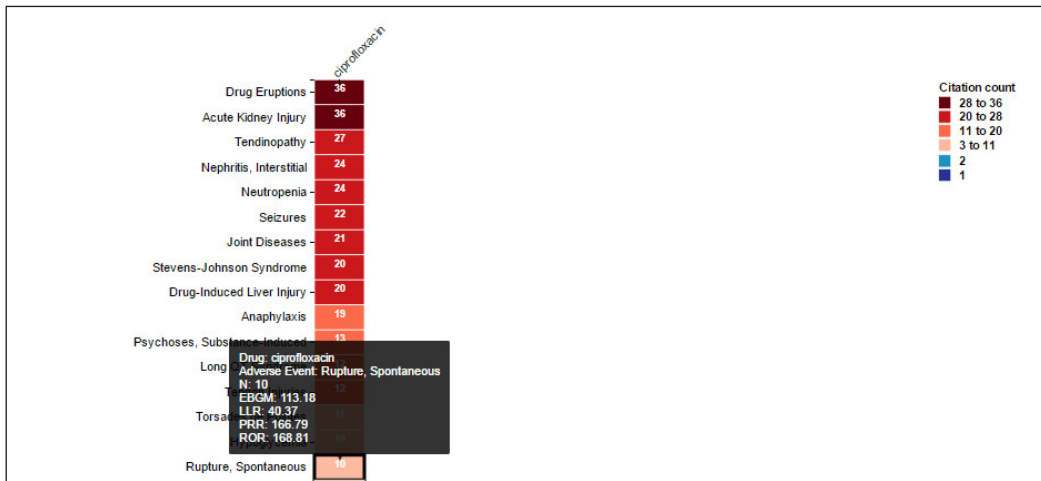 ciprofloxacin
Drug Eruptions 36
Acute Kidney Injury 36
Tendinopathy 27
Nephritis, Interstitial 24
Neutropenia 24
Seizures 22
Joint Diseases 21
Stevens-Johnson Syndrome 20
Drug-Induced Liver Injury 20
Anaphylaxis 19
Psychoses, Substance-Induced 13
Long
Torsades
Rupture, Spontaneous 10
Drug: ciprofloxacin
Adverse Event: Rupture, Spontaneous
N: 10
EBGM: 113.18
LLR: 40.37
PRR: 166.79
ROR: 168.81
Citation count
28 to 36
20 to 28
11 to 20
3 to 11
2
1